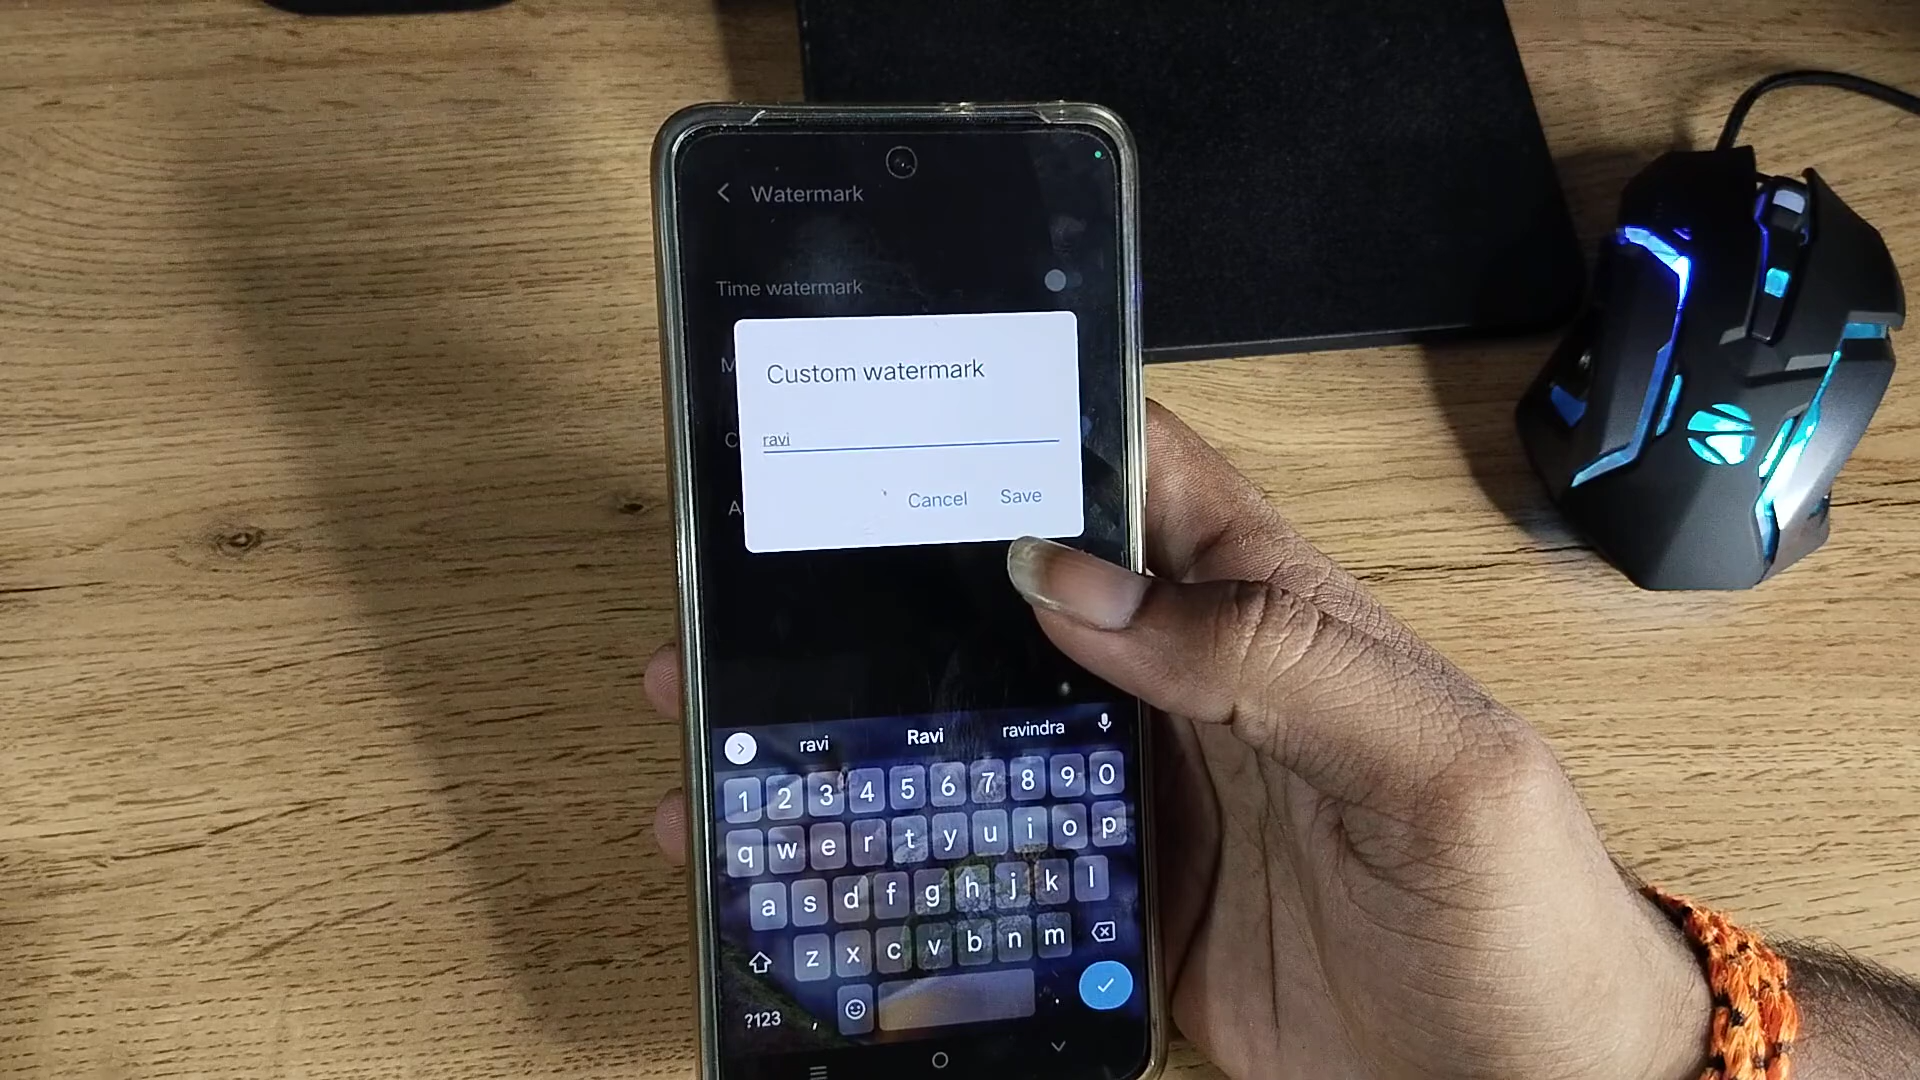 Watermark
Time watermark
M
Custom watermark
C
ravi
Cancel Save
A
ravi Ravi ravindra
1 2 3 4 5 6 7 8 9 0
q w e r t y u i o p
a s d f g h j k l
z x c v b n m
?123 , .